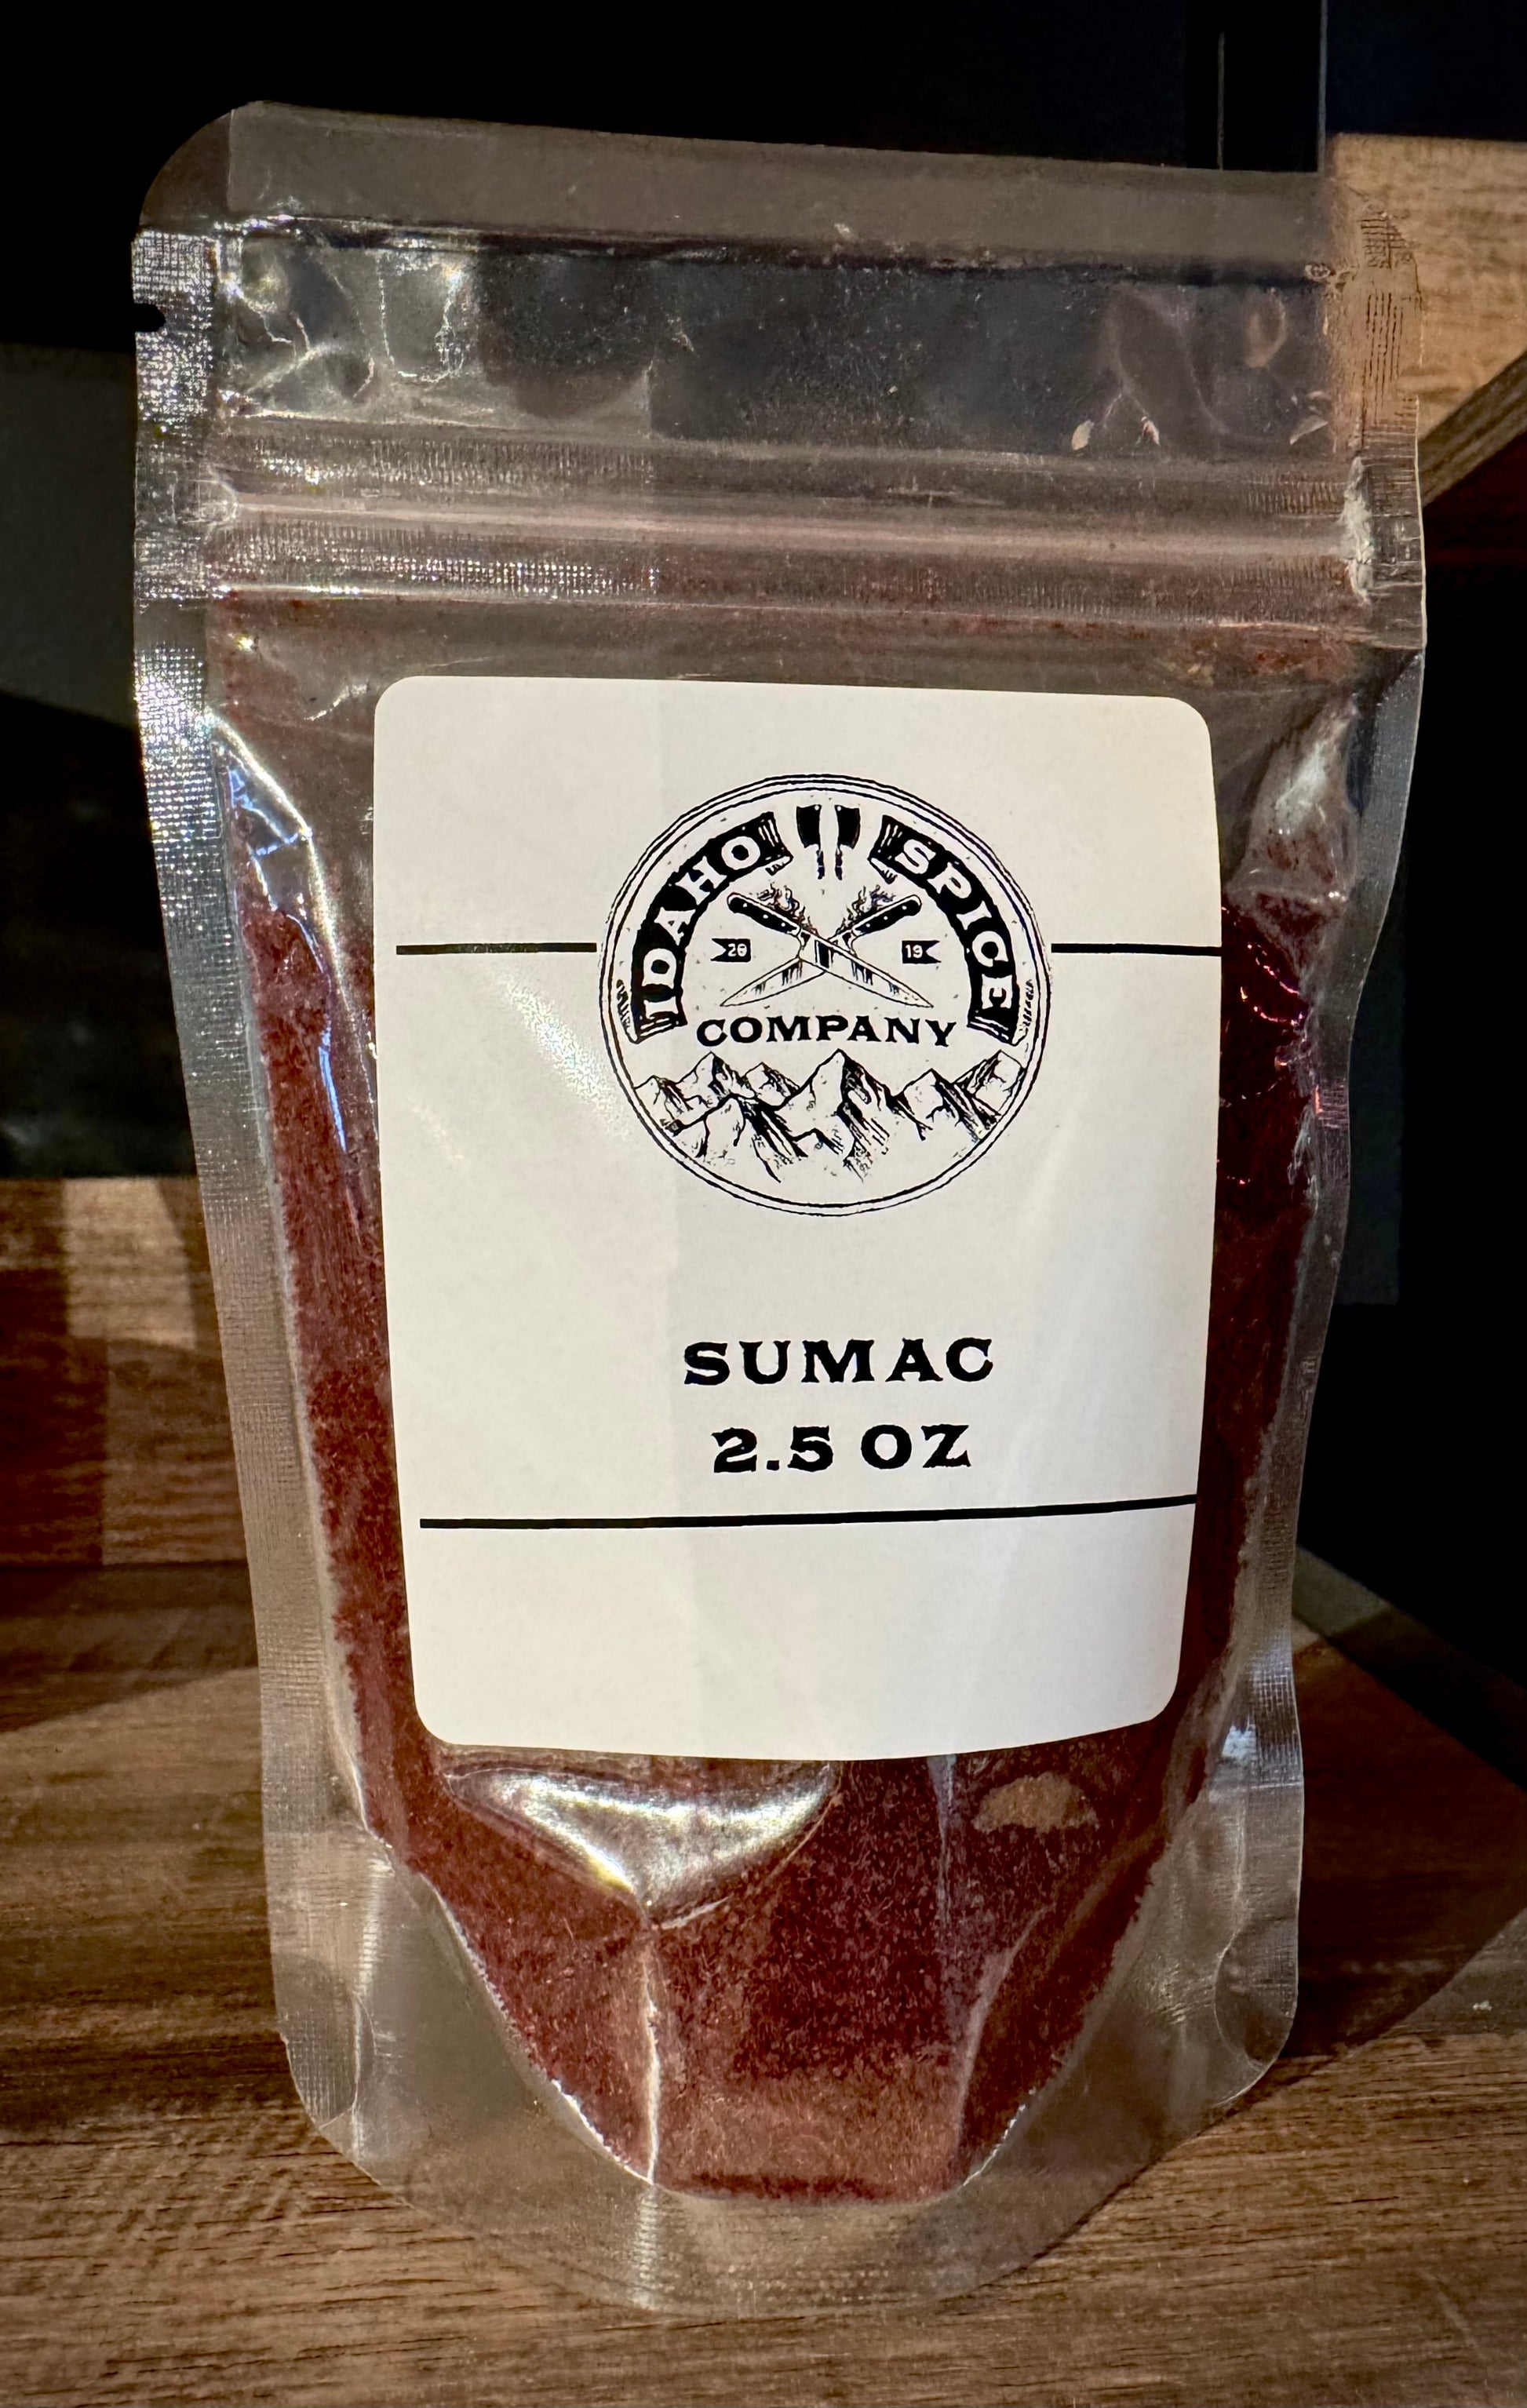 IDAHO SPICE
20 19
COMPANY
SUMAC
2.5 OZ